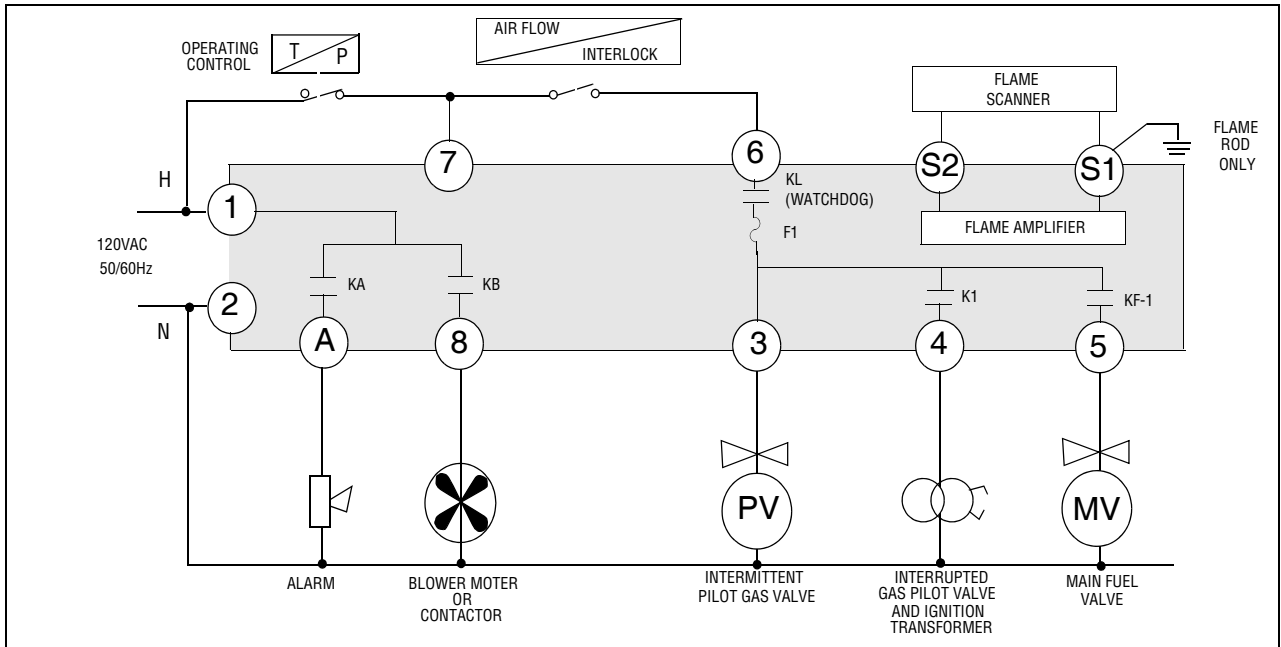 AIR FLOW
INTERLOCK
OPERATING
CONTROL
T
P
FLAME
SCANNER
FLAME
ROD
ONLY
7
6
S2
S1
H
KL
(WATCHDOG)
1
F1
FLAME AMPLIFIER
120VAC
50/60Hz
KA
KB
K1
KF-1
2
N
A
8
3
4
5
PV
MV
ALARM
BLOWER MOTER
OR
CONTACTOR
INTERMITTENT
PILOT GAS VALVE
INTERRUPTED
GAS PILOT VALVE
AND IGNITION
TRANSFORMER
MAIN FUEL
VALVE